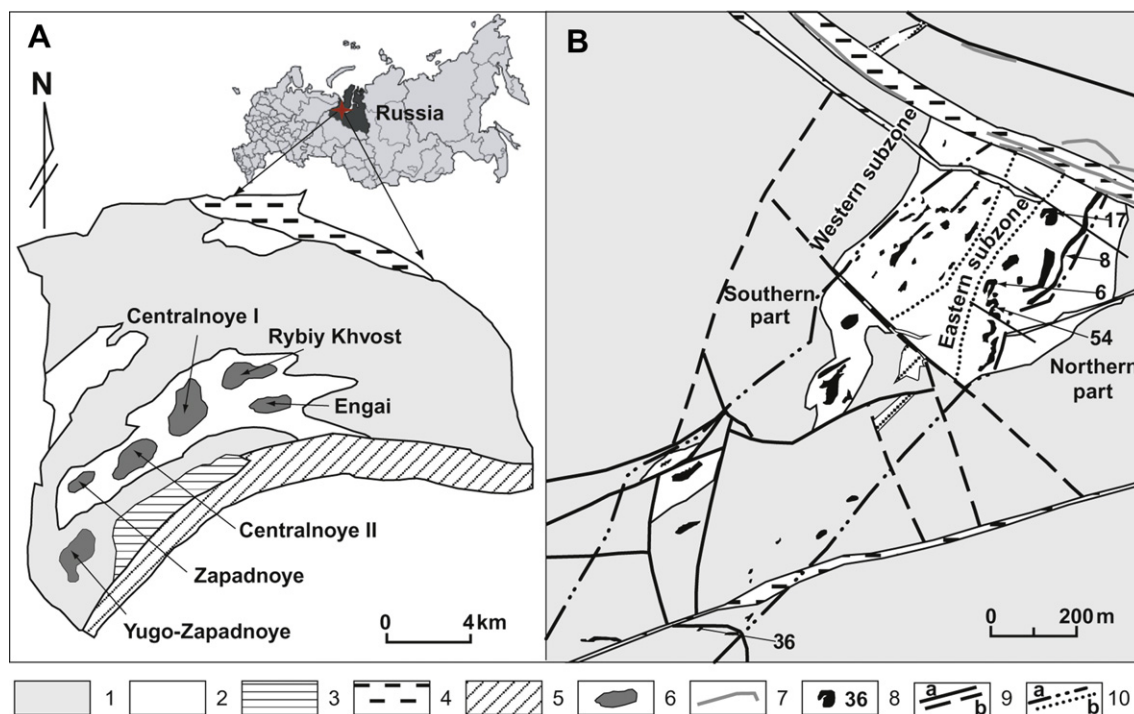 A
N
Russia
Centralnoye I
Rybiy Khvost
Engai
Centralnoye II
Zapadnoye
Yugo-Zapadnoye
0 4 km
B
Western subzone
Eastern subzone
17
8
6
54
Southern
part
Northern
part
36
0 200 m
1 2 3 4 5 6 7 36 8 a b 9 a b 10